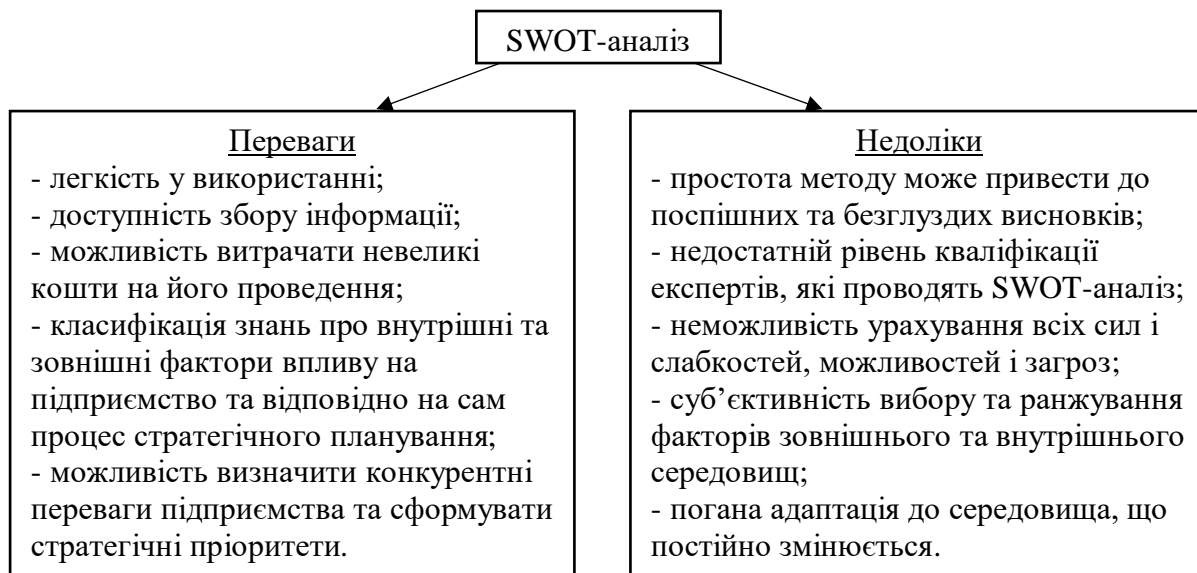 SWOT-аналіз
Переваги
- легкість у використанні;
- доступність збору інформації;
- можливість витрачати невеликі
кошти на його проведення;
- класифікація знань про внутрішні та
зовнішні фактори впливу на
підприємство та відповідно на сам
процес стратегічного планування;
- можливість визначити конкурентні
переваги підприємства та сформувати
стратегічні пріоритети.
Недоліки
- простота методу може привести до
поспішних та безглуздих висновків;
- недостатній рівень кваліфікації
експертів, які проводять SWOT-аналіз;
- неможливість урахування всіх сил і
слабкостей, можливостей і загроз;
- суб’єктивність вибору та ранжування
факторів зовнішнього та внутрішнього
середовищ;
- погана адаптація до середовища, що
постійно змінюється.